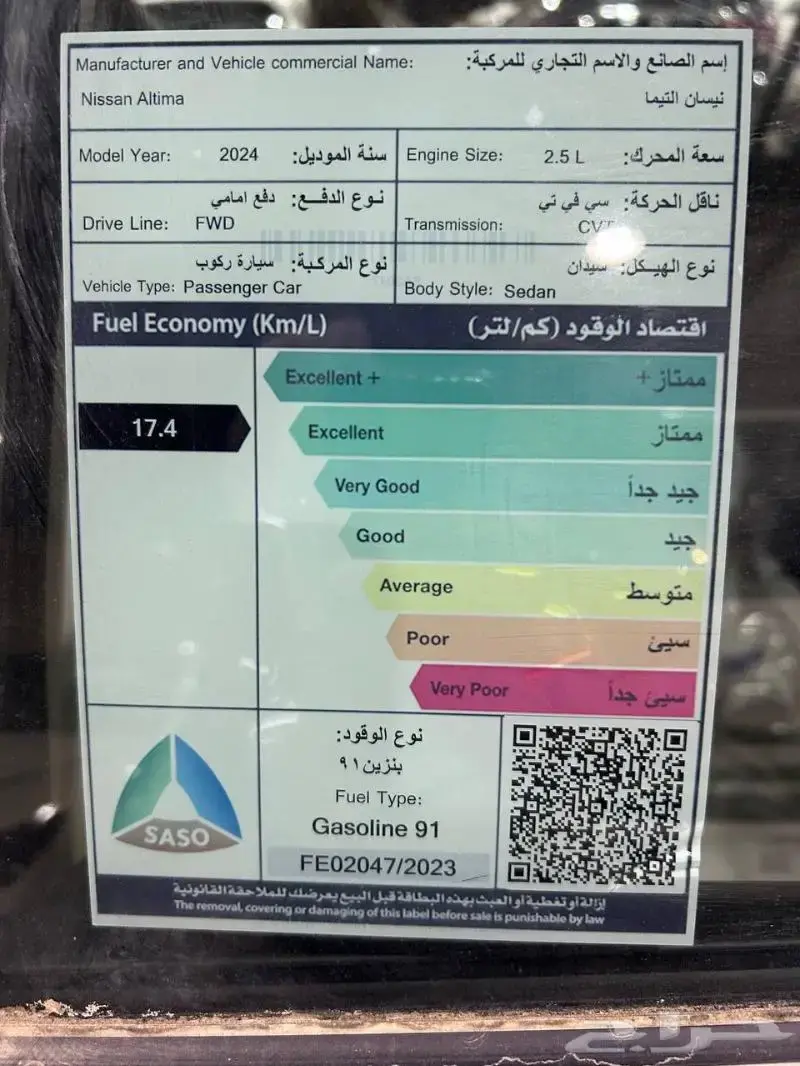 Manufacturer and Vehicle commercial Name: إسم الصانع والاسم التجاري للمركبة:
Nissan Altima نيسان التيما
Model Year: 2024 سنة الموديل:
Engine Size: 2.5 L سعة المحرك:
نوع الدفع: دفع امامي
Drive Line: FWD
ناقل الحركة: سي في تي
Transmission: CVT
نوع المركبة: سيارة ركوب
Vehicle Type: Passenger Car
نوع الهيكل: سيدان
Body Style: Sedan
Fuel Economy (Km/L) اقتصاد الوقود (كم/لتر)
17.4
Excellent + ممتاز+
Excellent ممتاز
Very Good جيد جداً
Good جيد
Average متوسط
Poor سيئ
Very Poor سيئ جداً
SASO
نوع الوقود:
بنزين٩١
Fuel Type:
Gasoline 91
FE02047/2023
إزالة أو تغطية أو العبث بهذه البطاقة قبل البيع يعرضك للملاحقة القانونية
The removal, covering or damaging of this label before sale is punishable by law
حراج